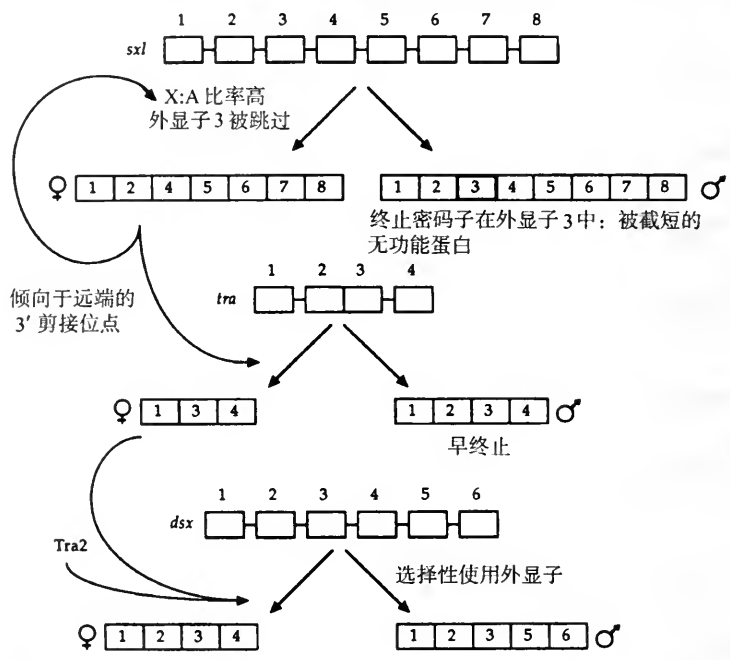 1 2 3 4 5 6 7 8
sxl
X:A 比率高
外显子 3 被跳过
♀ 1 2 4 5 6 7 8
1 2 3 4 5 6 7 8 ♂
终止密码子在外显子 3 中：被截短的
无功能蛋白
1 2 3 4
tra
倾向于远端的
3′ 剪接位点
♀ 1 3 4
1 2 3 4 ♂
早终止
1 2 3 4 5 6
dsx
Tra2
选择性使用外显子
♀ 1 2 3 4
1 2 3 5 6 ♂